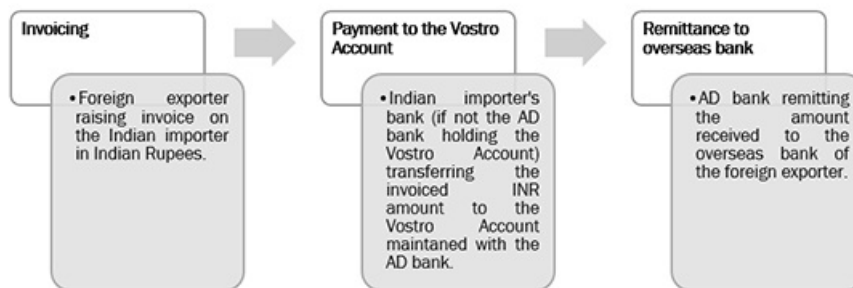 Invoicing
•Foreign exporter
raising invoice on
the Indian importer
in Indian Rupees.
Payment to the Vostro
Account
•Indian importer's
bank (if not the AD
bank holding the
Vostro Account)
transferring the
invoiced INR
amount to the
Vostro Account
maintaned with the
AD bank.
Remittance to
overseas bank
•AD bank remitting
the amount
received to the
overseas bank of
the foreign exporter.